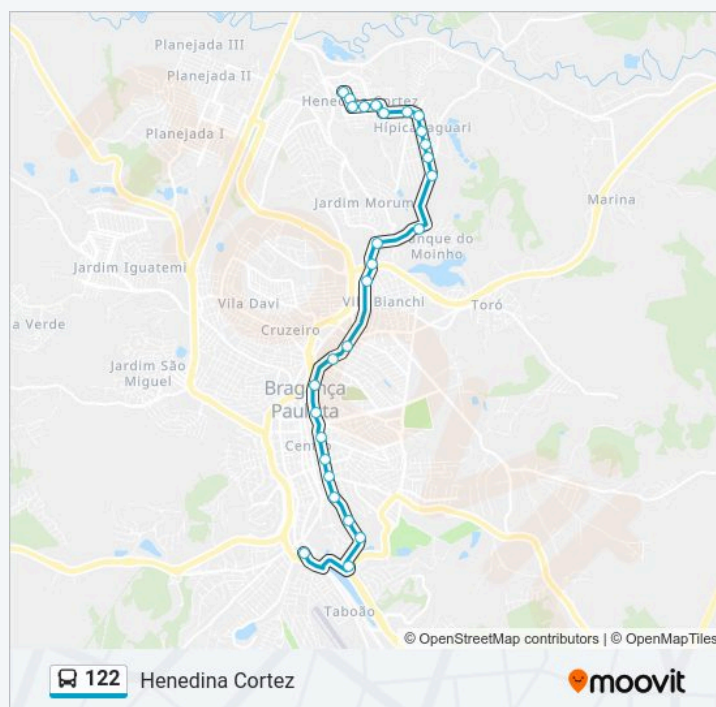 Planejada III
Planejada II
Planejada I
Henedina Cortez
Hípica Jaguari
Jardim Morum
Marina
Tanque do
Moinho
Jardim Iguatemi
Vila Davi
Vila Bianchi
Toró
a Verde
Cruzeiro
Jardim São
Miguel
Bragança
Paulista
Centro
Taboão
© OpenStreetMap contributors | © OpenMapTiles
122 Henedina Cortez
moovit